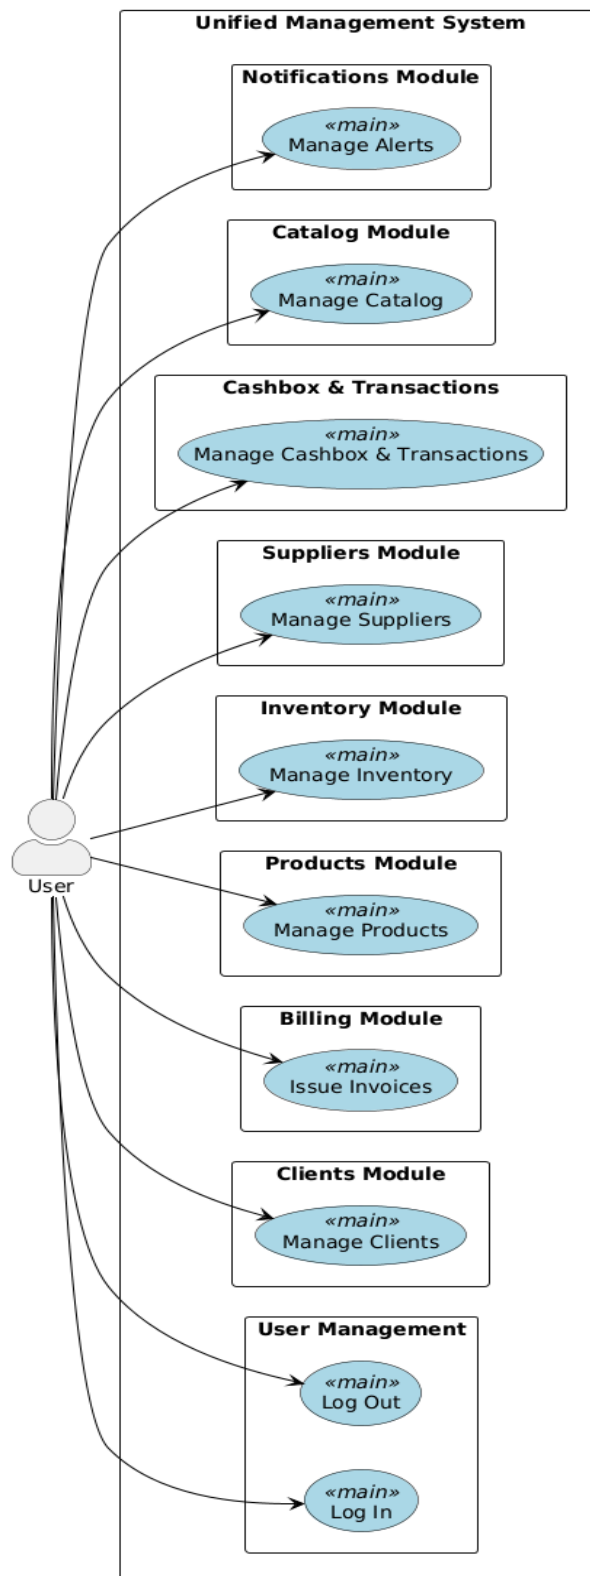 Unified Management System
Notifications Module
«main»
Manage Alerts
Catalog Module
«main»
Manage Catalog
Cashbox & Transactions
«main»
Manage Cashbox & Transactions
Suppliers Module
«main»
Manage Suppliers
Inventory Module
«main»
Manage Inventory
User
Products Module
«main»
Manage Products
Billing Module
«main»
Issue Invoices
Clients Module
«main»
Manage Clients
User Management
«main»
Log Out
«main»
Log In